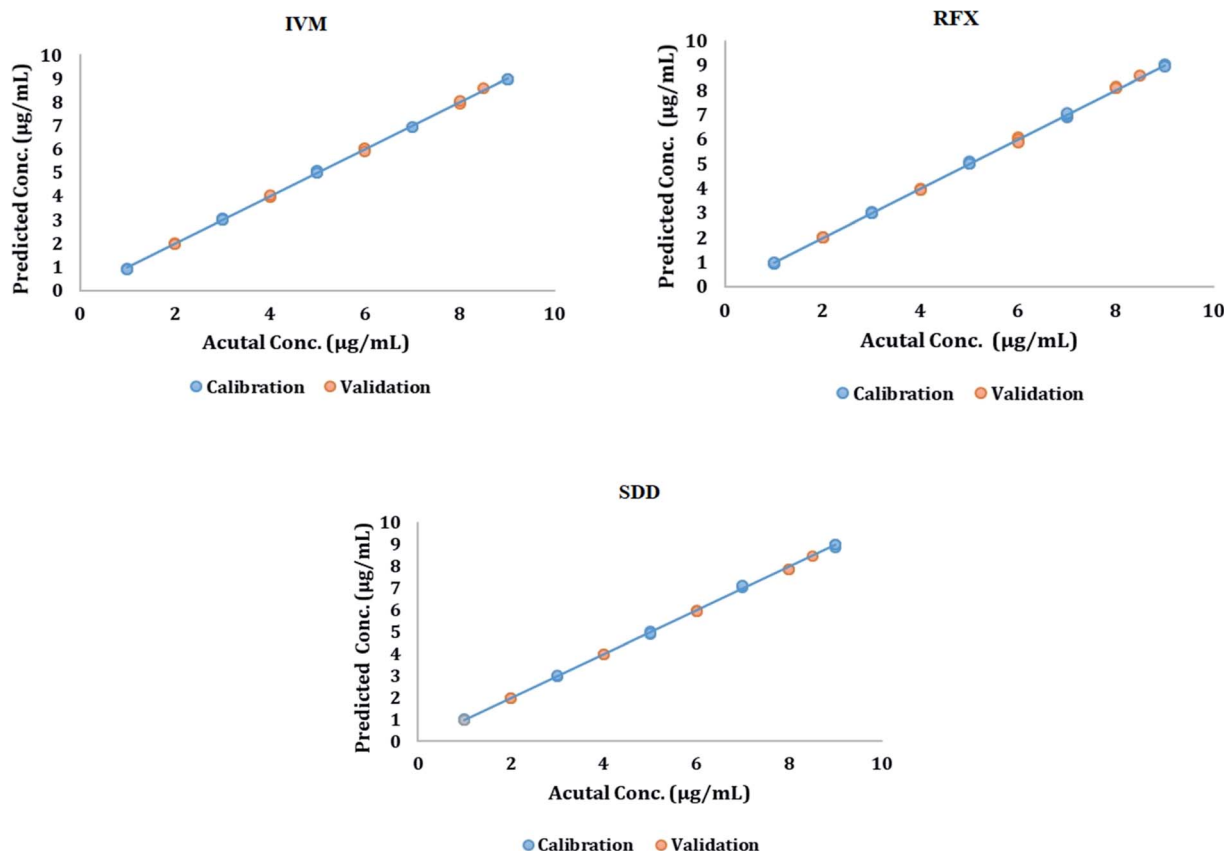 IVM
Predicted Conc. (µg/mL)
10
9
8
7
6
5
4
3
2
1
0
0 2 4 6 8 10
Acutal Conc. (µg/mL)
Calibration Validation
RFX
Predicted Conc. (µg/mL)
10
9
8
7
6
5
4
3
2
1
0
0 2 4 6 8 10
Acutal Conc. (µg/mL)
Calibration Validation
SDD
Predicted Conc. (µg/mL)
10
9
8
7
6
5
4
3
2
1
0
0 2 4 6 8 10
Acutal Conc. (µg/mL)
Calibration Validation